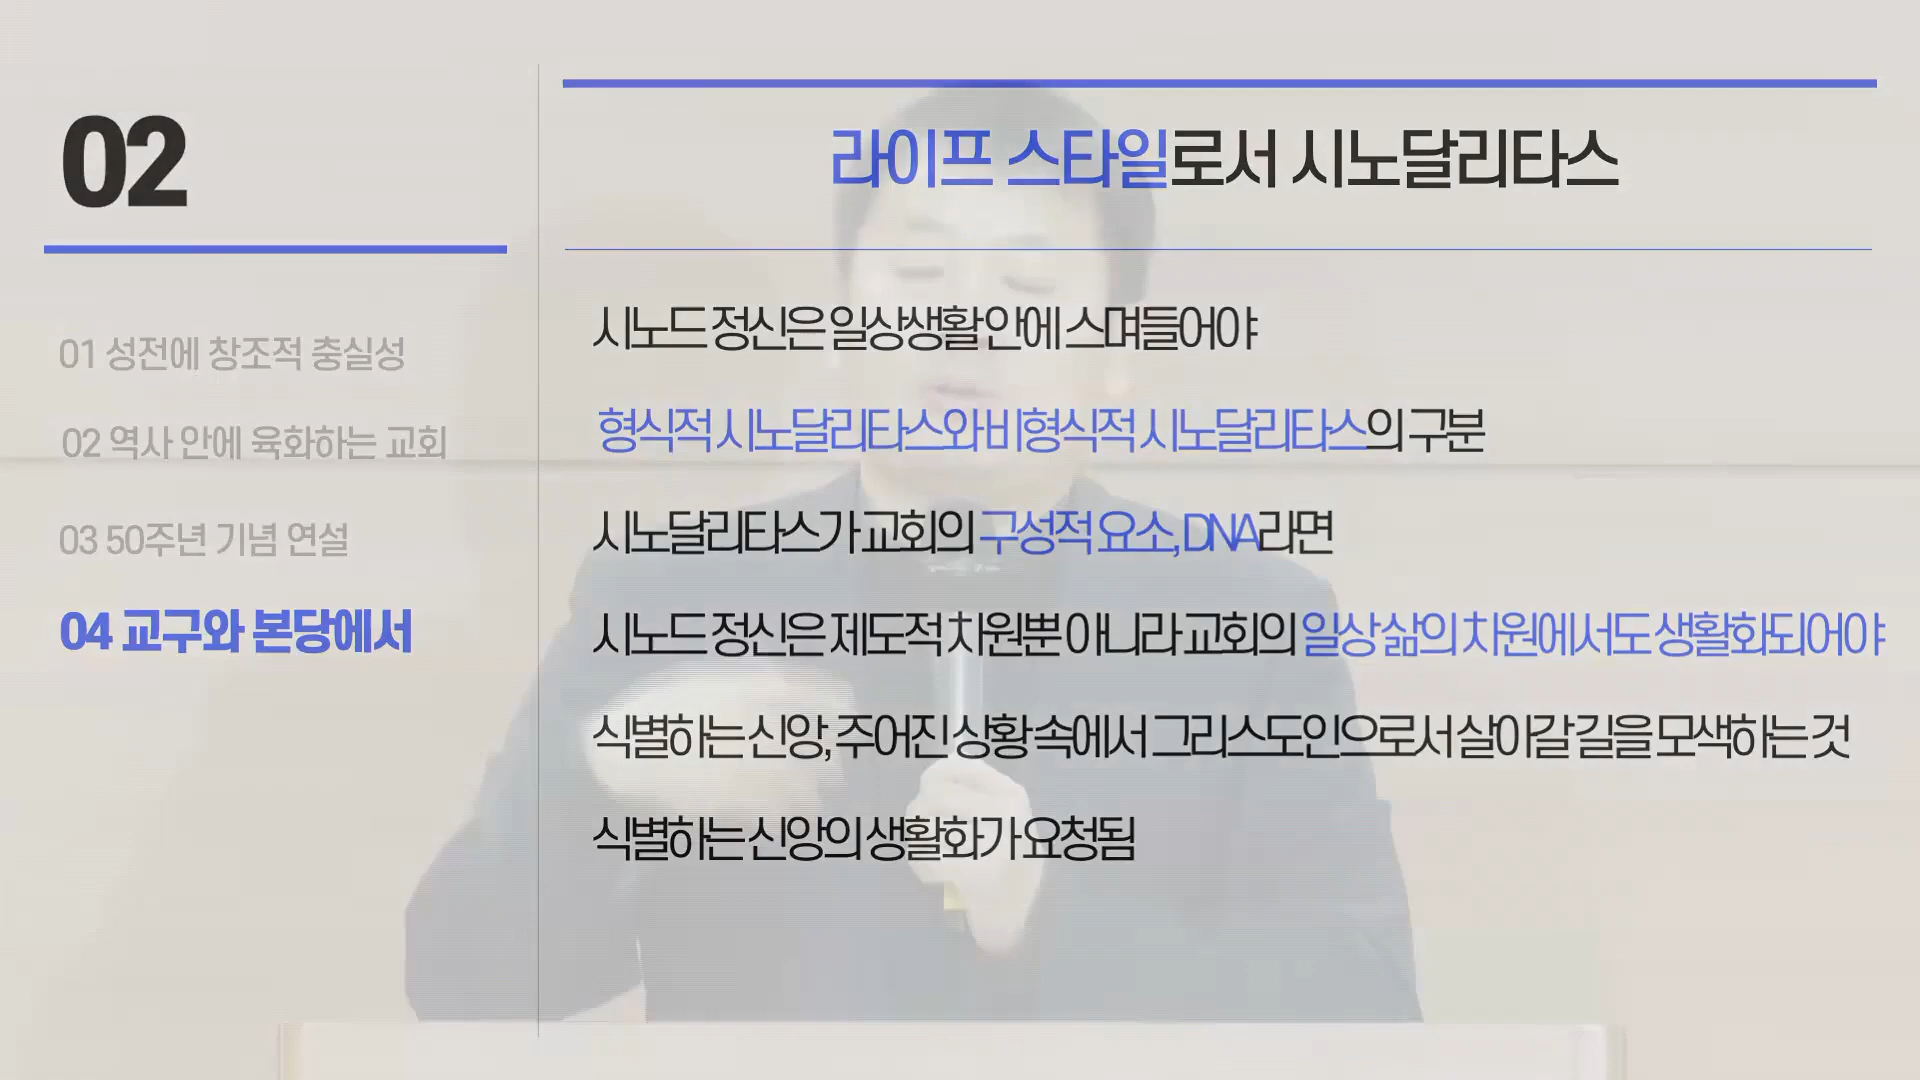 02
01 성전에 창조적 충실성
02 역사 안에 육화하는 교회
03 50주년 기념 연설
04 교구와 본당에서
라이프 스타일로서 시노달리타스
시노드 정신은 일상생활 안에 스며들어야
형식적 시노달리타스와 비형식적 시노달리타스의 구분
시노달리타스가 교회의 구성적 요소, DNA라면
시노드 정신은 제도적 차원뿐 아니라 교회의 일상 삶의 차원에서도 생활화되어야
식별하는 신앙, 주어진 상황 속에서 그리스도인으로서 살아갈 길을 모색하는 것
식별하는 신앙의 생활화가 요청됨